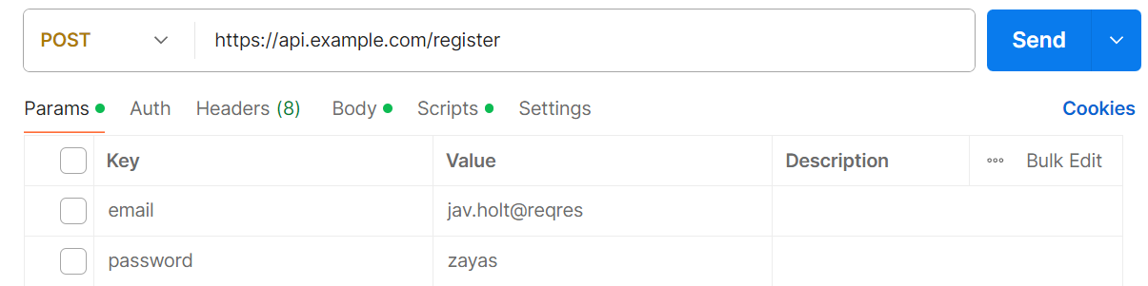 POST https://api.example.com/register Send
Params Auth Headers (8) Body Scripts Settings Cookies
Key Value Description Bulk Edit
email jav.holt@reqres
password zayas